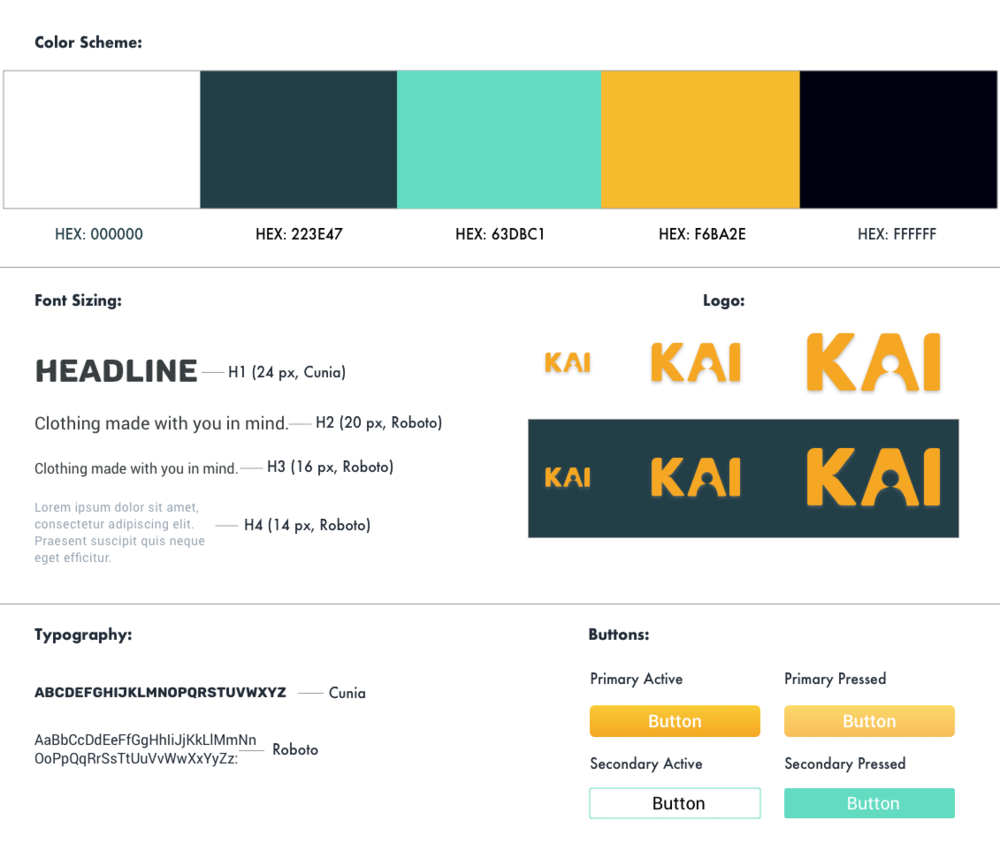 Color Scheme:
HEX: 000000
HEX: 223E47
HEX: 63DBC1
HEX: F6BA2E
HEX: FFFFFF
Font Sizing:
HEADLINE
H1 (24 px, Cunia)
Clothing made with you in mind.
H2 (20 px, Roboto)
Clothing made with you in mind.
H3 (16 px, Roboto)
Lorem ipsum dolor sit amet,
consectetur adipiscing elit.
Praesent suscipit quis neque
eget efficitur.
H4 (14 px, Roboto)
Logo:
KAI
KAI
KAI
KAI
KAI
KAI
Typography:
ABCDEFGHIJKLMNOPQRSTUVWXYZ
Cunia
AaBbCcDdEeFfGgHhIiJjKkLlMmNn
OoPpQqRrSsTtUuVvWwXxYyZz:
Roboto
Buttons:
Primary Active
Primary Pressed
Button
Button
Secondary Active
Secondary Pressed
Button
Button